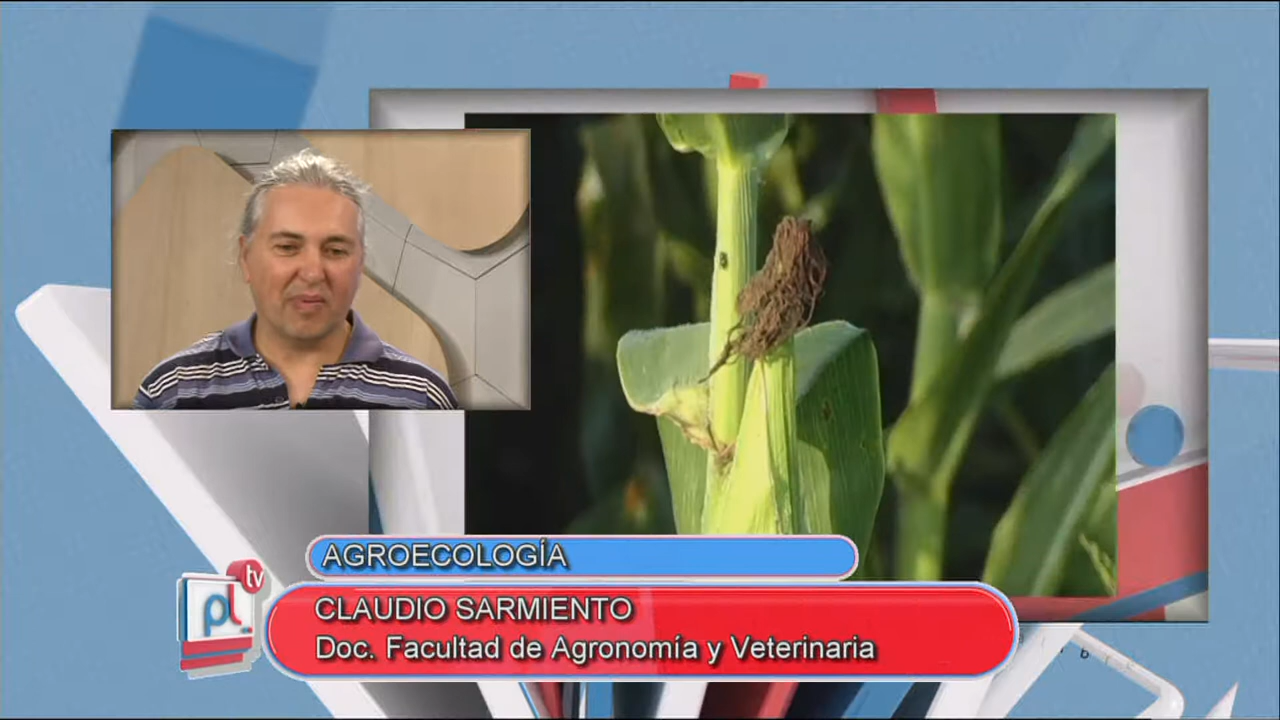 AGROECOLOGÍA
tv
pl
CLAUDIO SARMIENTO
Doc. Facultad de Agronomía y Veterinaria